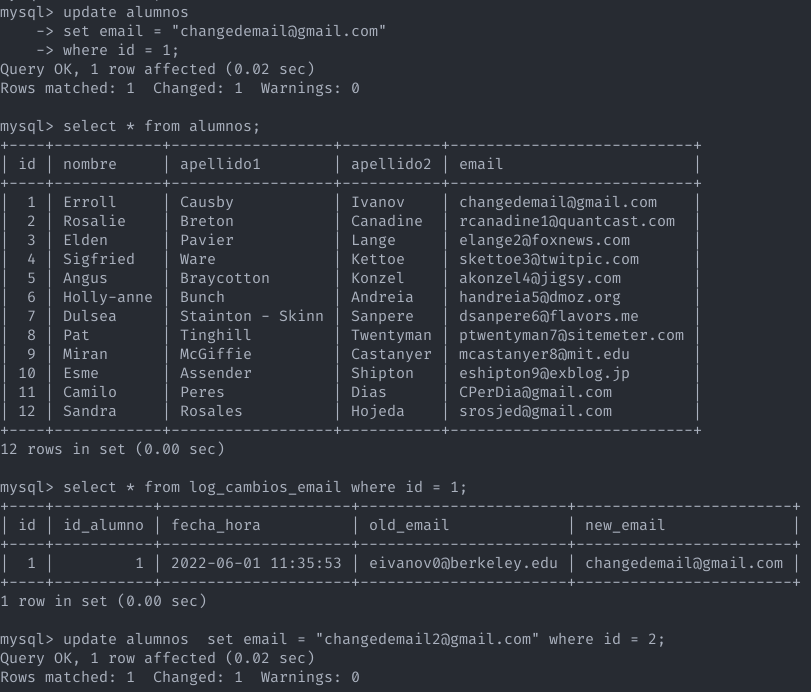 mysql> update alumnos
    -> set email = "changedemail@gmail.com"
    -> where id = 1;
Query OK, 1 row affected (0.02 sec)
Rows matched: 1  Changed: 1  Warnings: 0

mysql> select * from alumnos;
+----+------------+-------------------+-----------+---------------------------+
| id | nombre     | apellido1         | apellido2 | email                     |
+----+------------+-------------------+-----------+---------------------------+
|  1 | Erroll     | Causby            | Ivanov    | changedemail@gmail.com    |
|  2 | Rosalie    | Breton            | Canadine  | rcanadine1@quantcast.com  |
|  3 | Elden      | Pavier            | Lange     | elange2@foxnews.com       |
|  4 | Sigfried   | Ware              | Kettoe    | skettoe3@twitpic.com      |
|  5 | Angus      | Braycotton        | Konzel    | akonzel4@jigsy.com        |
|  6 | Holly-anne | Bunch             | Andreia   | handreia5@dmoz.org        |
|  7 | Dulsea     | Stainton - Skinn  | Sanpere   | dsanpere6@flavors.me      |
|  8 | Pat        | Tinghill          | Twentyman | ptwentyman7@sitemeter.com |
|  9 | Miran      | McGiffie          | Castanyer | mcastanyer8@mit.edu       |
| 10 | Esme       | Assender          | Shipton   | eshipton9@exblog.jp       |
| 11 | Camilo     | Peres             | Dias      | CPerDia@gmail.com         |
| 12 | Sandra     | Rosales           | Hojeda    | srosjed@gmail.com         |
+----+------------+-------------------+-----------+---------------------------+
12 rows in set (0.00 sec)

mysql> select * from log_cambios_email where id = 1;
+----+-----------+---------------------+----------------------+------------------------+
| id | id_alumno | fecha_hora          | old_email            | new_email              |
+----+-----------+---------------------+----------------------+------------------------+
|  1 |         1 | 2022-06-01 11:35:53 | eivanov0@berkeley.edu | changedemail@gmail.com |
+----+-----------+---------------------+----------------------+------------------------+
1 row in set (0.00 sec)

mysql> update alumnos  set email = "changedemail2@gmail.com" where id = 2;
Query OK, 1 row affected (0.02 sec)
Rows matched: 1  Changed: 1  Warnings: 0